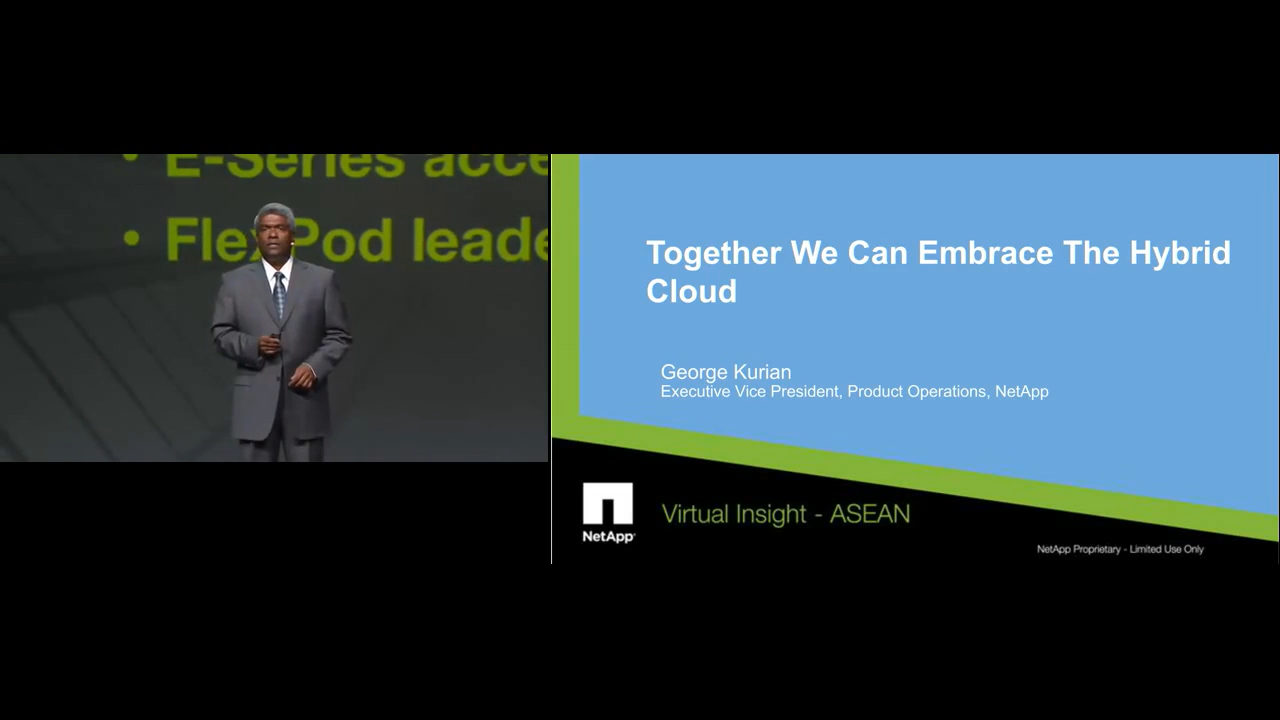 • E-Series acce
• FlexPod leade
Together We Can Embrace The Hybrid
Cloud
George Kurian
Executive Vice President, Product Operations, NetApp
NetApp
Virtual Insight - ASEAN
NetApp Proprietary - Limited Use Only